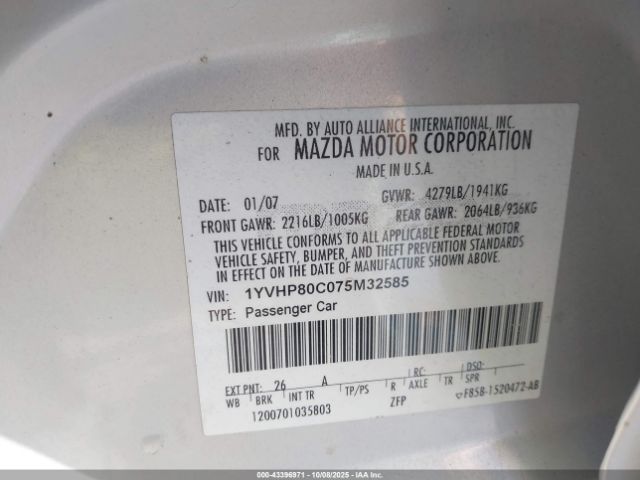 MFD. BY AUTO ALLIANCE INTERNATIONAL, INC.
FOR MAZDA MOTOR CORPORATION
MADE IN U.S.A.
DATE: 01/07 GVWR: 4279LB/1941KG
FRONT GAWR: 2216LB/1005KG REAR GAWR: 2064LB/936KG
THIS VEHICLE CONFORMS TO ALL APPLICABLE FEDERAL MOTOR
VEHICLE SAFETY, BUMPER, AND THEFT PREVENTION STANDARDS
IN EFFECT ON THE DATE OF MANUFACTURE SHOWN ABOVE.
VIN: 1YVHP80C075M32585
TYPE: Passenger Car
EXT PNT: 26 A RC: DSO:
WB BRK INT TR TP/PS R AXLE TR SPR
1200701035803 ZFP F85B-1520472-AB
000-43396971 - 10/08/2025 - IAA Inc.